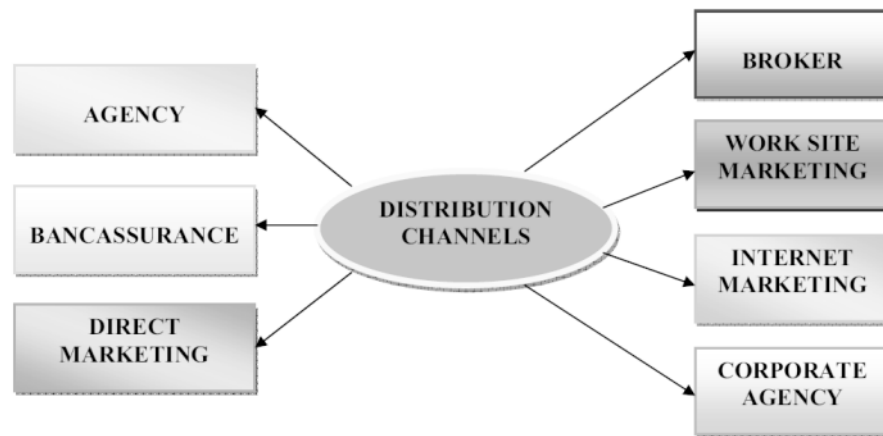 AGENCY
BANCASSURANCE
DIRECT
MARKETING
DISTRIBUTION
CHANNELS
BROKER
WORK SITE
MARKETING
INTERNET
MARKETING
CORPORATE
AGENCY